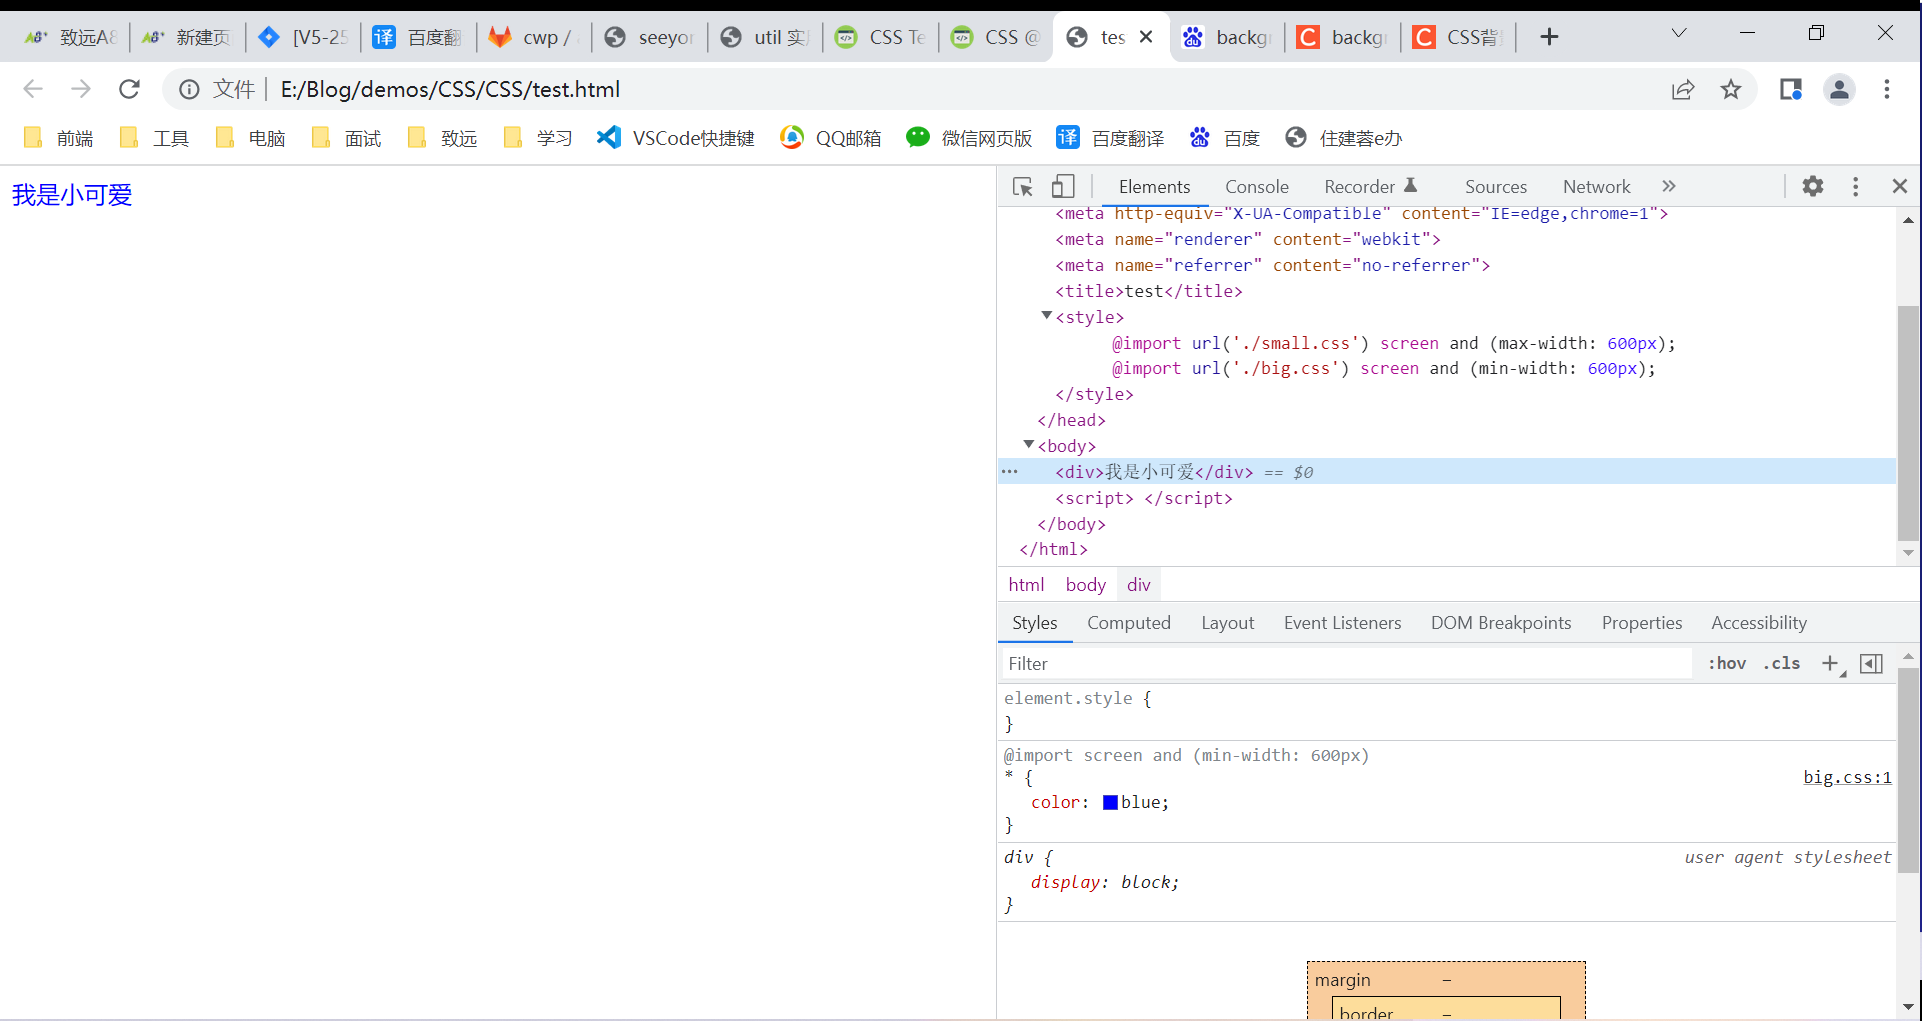 致远A8 新建页 [V5-25 百度翻 cwp / seeyor util 实 CSS Te CSS @ tes backg backg CSS背
文件 E:/Blog/demos/CSS/CSS/test.html
前端 工具 电脑 面试 致远 学习 VSCode快捷键 QQ邮箱 微信网页版 译 百度翻译 百度 住建蓉e办
我是小可爱
Elements Console Recorder Sources Network »
<meta http-equiv="X-UA-Compatible" content="IE=edge,chrome=1">
<meta name="renderer" content="webkit">
<meta name="referrer" content="no-referrer">
<title>test</title>
<style>
@import url('./small.css') screen and (max-width: 600px);
@import url('./big.css') screen and (min-width: 600px);
</style>
</head>
<body>
<div>我是小可爱</div> == $0
<script> </script>
</body>
</html>
html body div
Styles Computed Layout Event Listeners DOM Breakpoints Properties Accessibility
Filter :hov .cls +
element.style {
}
@import screen and (min-width: 600px)
* { big.css:1
color: blue;
}
div { user agent stylesheet
display: block;
}
margin –
border –